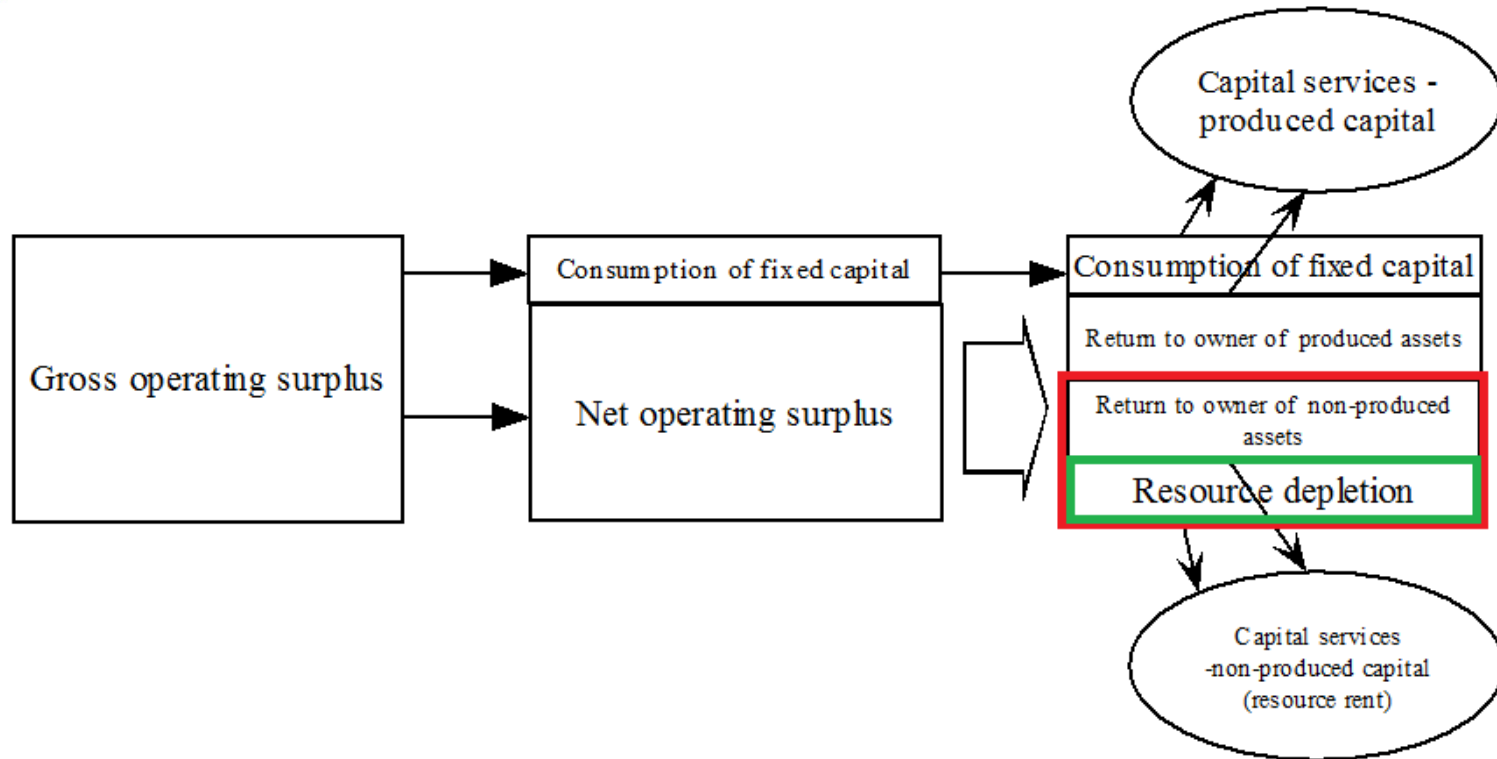 Capital services -
produced capital
Gross operating surplus
Consumption of fixed capital
Net operating surplus
Consumption of fixed capital
Return to owner of produced assets
Return to owner of non-produced
assets
Resource depletion
Capital services
-non-produced capital
(resource rent)